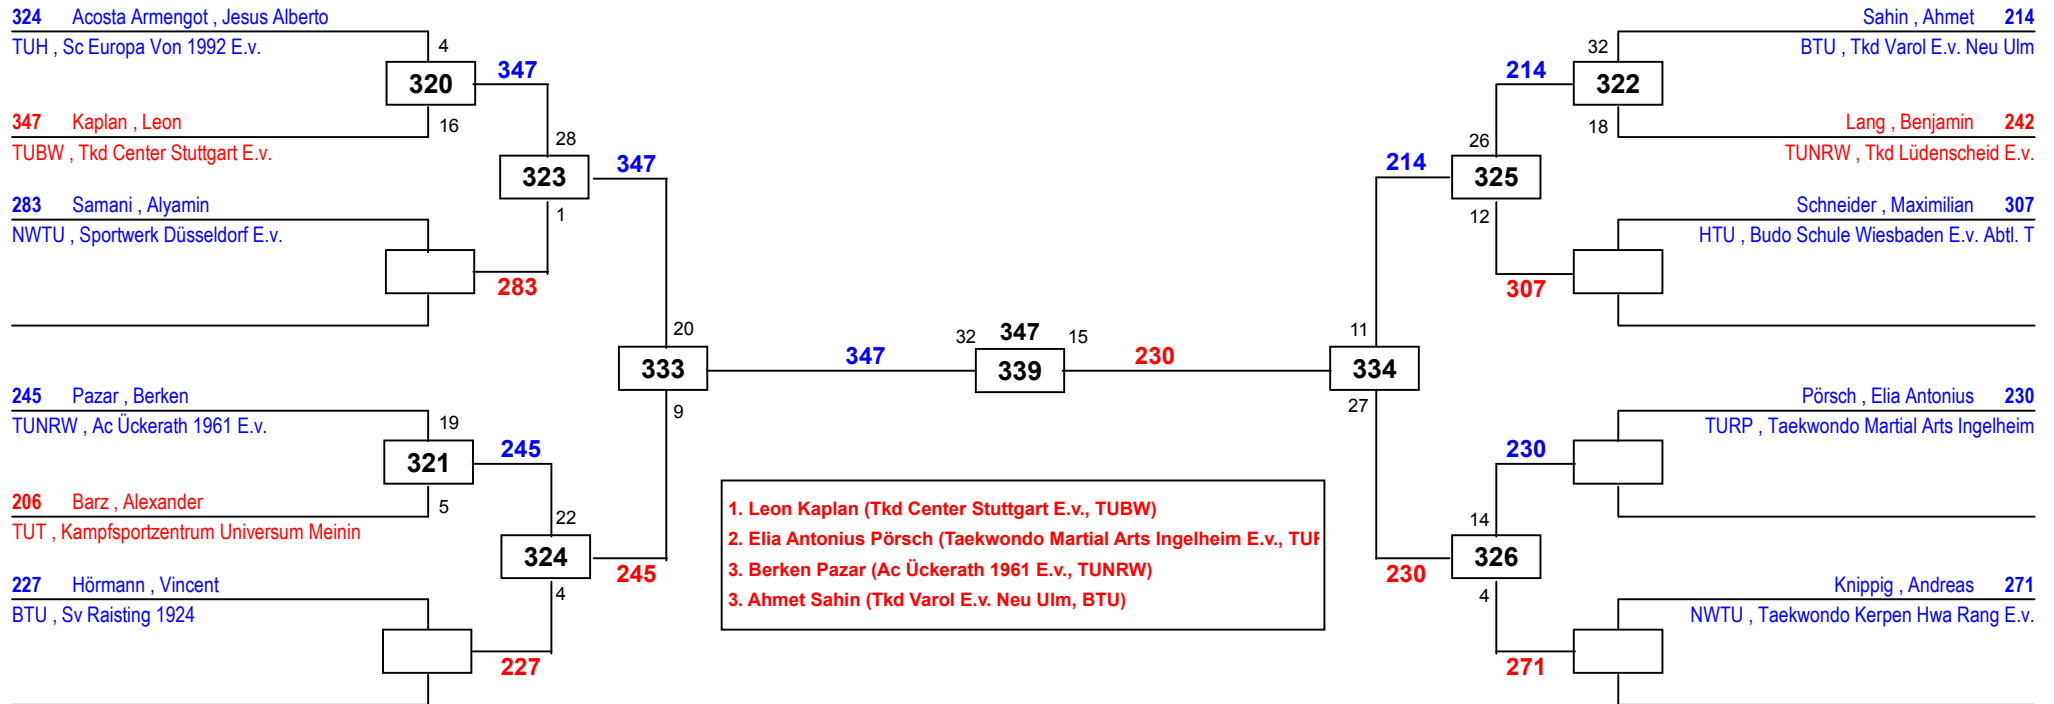 324 Acosta Armengot , Jesus Alberto
TUH , Sc Europa Von 1992 E.v.
4
320
347
16
347 Kaplan , Leon
TUBW , Tkd Center Stuttgart E.v.
28
323
347
1
283 Samani , Alyamin
NWTU , Sportwerk Düsseldorf E.v.
283
20
333
347
9
245 Pazar , Berken
TUNRW , Ac Ückerath 1961 E.v.
19
321
245
5
206 Barz , Alexander
TUT , Kampfsportzentrum Universum Meinin
22
324
245
4
227 Hörmann , Vincent
BTU , Sv Raisting 1924
227
32 347 15
339
230
1. Leon Kaplan (Tkd Center Stuttgart E.v., TUBW)
2. Elia Antonius Pörsch (Taekwondo Martial Arts Ingelheim E.v.,
3. Berken Pazar (Ac Ückerath 1961 E.v., TUNRW)
3. Ahmet Sahin (Tkd Varol E.v. Neu Ulm, BTU)
Sahin , Ahmet 214
BTU , Tkd Varol E.v. Neu Ulm
32
214
322
18
Lang , Benjamin 242
TUNRW , Tkd Lüdenscheid E.v.
26
214
325
12
Schneider , Maximilian 307
HTU , Budo Schule Wiesbaden E.v. Abtl. T
307
11
334
27
Pörsch , Elia Antonius 230
TURP , Taekwondo Martial Arts Ingelheim
230
14
326
230
4
Knippig , Andreas 271
NWTU , Taekwondo Kerpen Hwa Rang E.v.
271